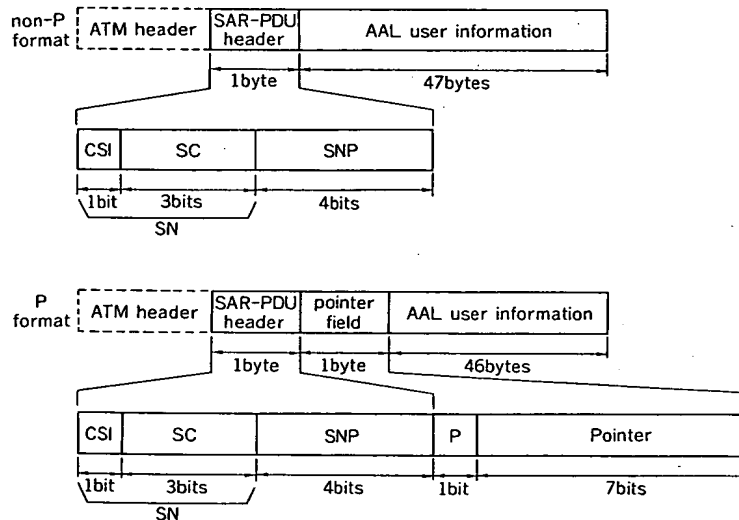 non-P format
ATM header
SAR-PDU header
AAL user information
1byte
47bytes
CSI
SC
SNP
1bit
3bits
4bits
SN
P format
ATM header
SAR-PDU header
pointer field
AAL user information
1byte
1byte
46bytes
CSI
SC
SNP
P
Pointer
1bit
3bits
4bits
1bit
7bits
SN